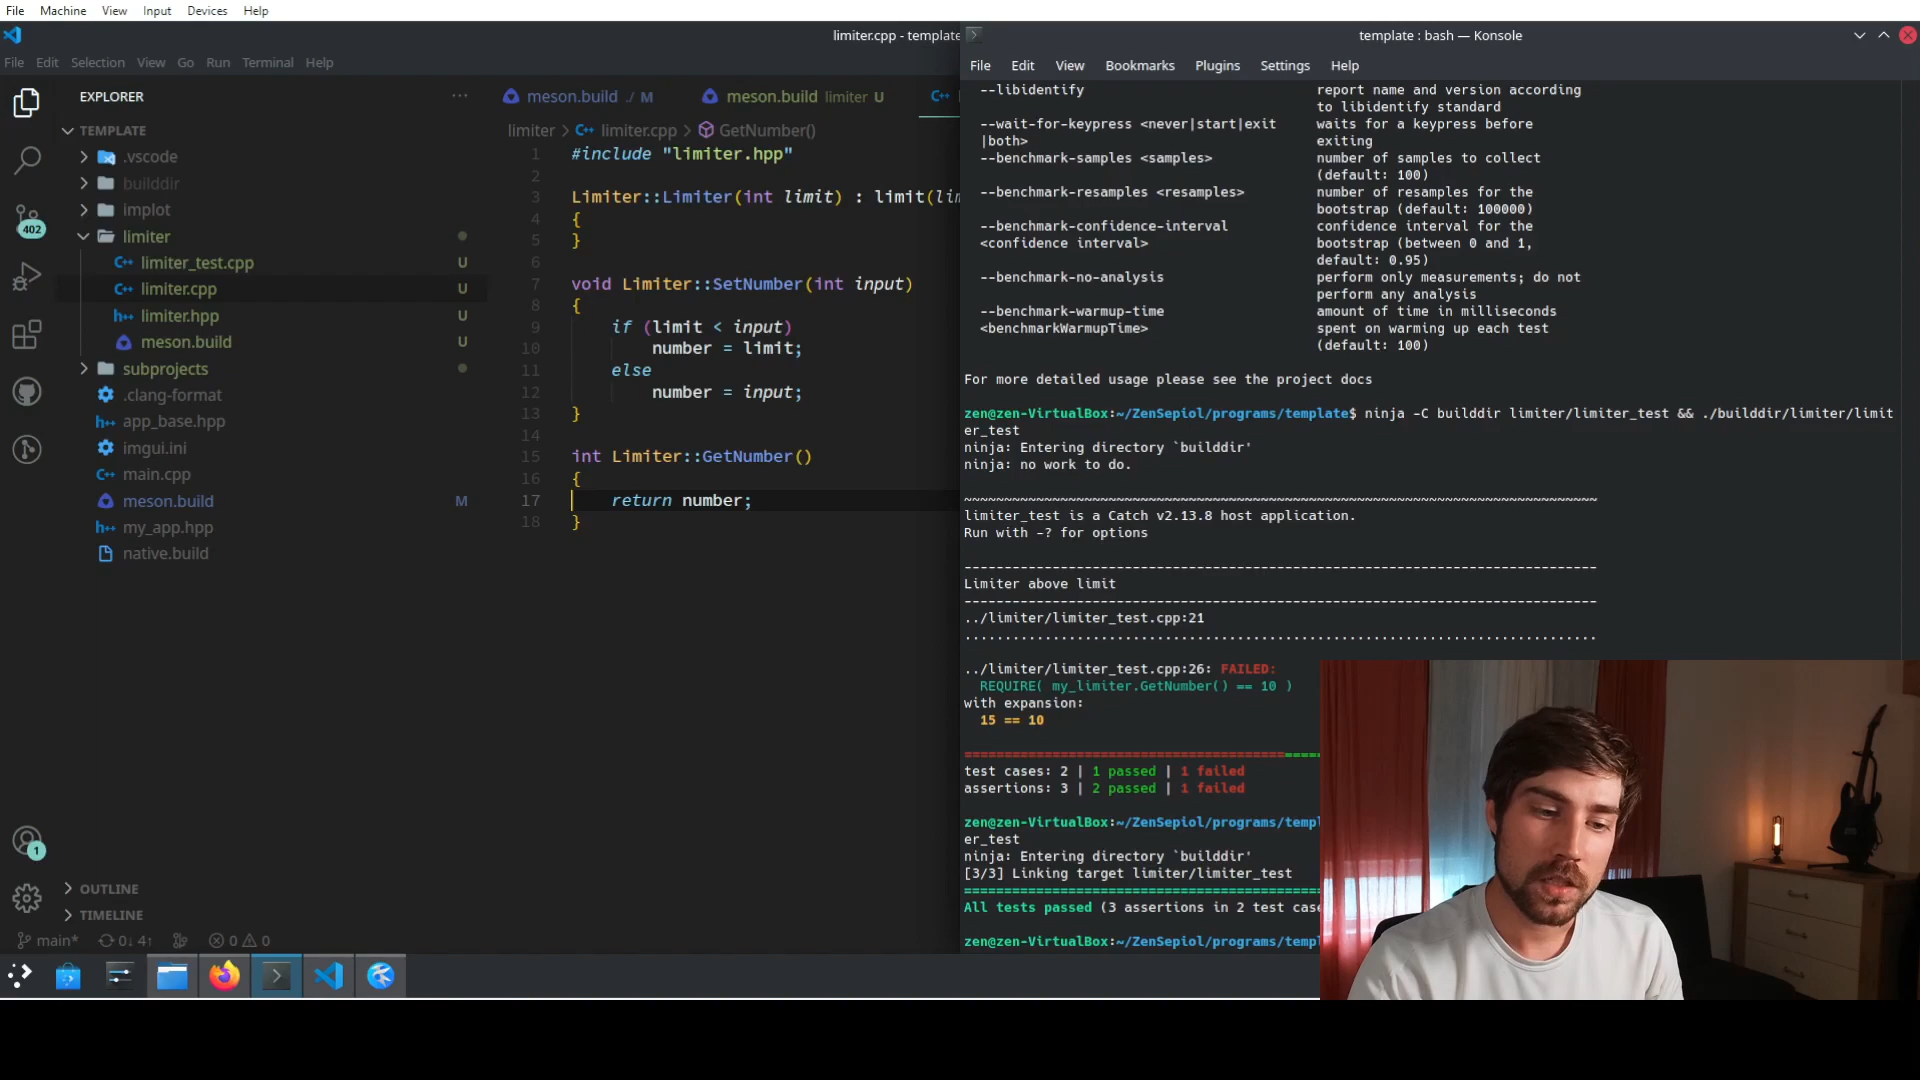 File Machine View Input Devices Help
limiter.cpp - template
File Edit Selection View Go Run Terminal Help
EXPLORER
TEMPLATE
.vscode
builddir
implot
limiter
limiter_test.cpp U
limiter.cpp U
limiter.hpp U
meson.build U
subprojects
.clang-format
app_base.hpp
imgui.ini
main.cpp
meson.build M
my_app.hpp
native.build
402
1
OUTLINE
TIMELINE
main* 0↓ 4↑ 0 0
meson.build ./ M meson.build limiter U
limiter > limiter.cpp > GetNumber()
1 #include "limiter.hpp"
2
3 Limiter::Limiter(int limit) : limit(lim
4 {
5 }
6
7 void Limiter::SetNumber(int input)
8 {
9 if (limit < input)
10 number = limit;
11 else
12 number = input;
13 }
14
15 int Limiter::GetNumber()
16 {
17 return number;
18 }
template : bash — Konsole
File Edit View Bookmarks Plugins Settings Help
--libidentify report name and version according
to libidentify standard
--wait-for-keypress <never|start|exit waits for a keypress before
|both> exiting
--benchmark-samples <samples> number of samples to collect
(default: 100)
--benchmark-resamples <resamples> number of resamples for the
bootstrap (default: 100000)
--benchmark-confidence-interval confidence interval for the
<confidence interval> bootstrap (between 0 and 1,
default: 0.95)
--benchmark-no-analysis perform only measurements; do not
perform any analysis
--benchmark-warmup-time amount of time in milliseconds
<benchmarkWarmupTime> spent on warming up each test
(default: 100)
For more detailed usage please see the project docs
zen@zen-VirtualBox:~/ZenSepiol/programs/template$ ninja -C builddir limiter/limiter_test && ./builddir/limiter/limit
er_test
ninja: Entering directory `builddir'
ninja: no work to do.
~~~~~~~~~~~~~~~~~~~~~~~~~~~~~~~~~~~~~~~~~~~~~~~~~~~~~~~~~~~~~~~~~~~~~~~~~~~~~~~
limiter_test is a Catch v2.13.8 host application.
Run with -? for options
-------------------------------------------------------------------------------
Limiter above limit
-------------------------------------------------------------------------------
../limiter/limiter_test.cpp:21
...............................................................................
../limiter/limiter_test.cpp:26: FAILED:
REQUIRE( my_limiter.GetNumber() == 10 )
with expansion:
15 == 10
test cases: 2 | 1 passed | 1 failed
assertions: 3 | 2 passed | 1 failed
zen@zen-VirtualBox:~/ZenSepiol/programs/templ
er_test
ninja: Entering directory `builddir'
[3/3] Linking target limiter/limiter_test
All tests passed (3 assertions in 2 test case
zen@zen-VirtualBox:~/ZenSepiol/programs/templ